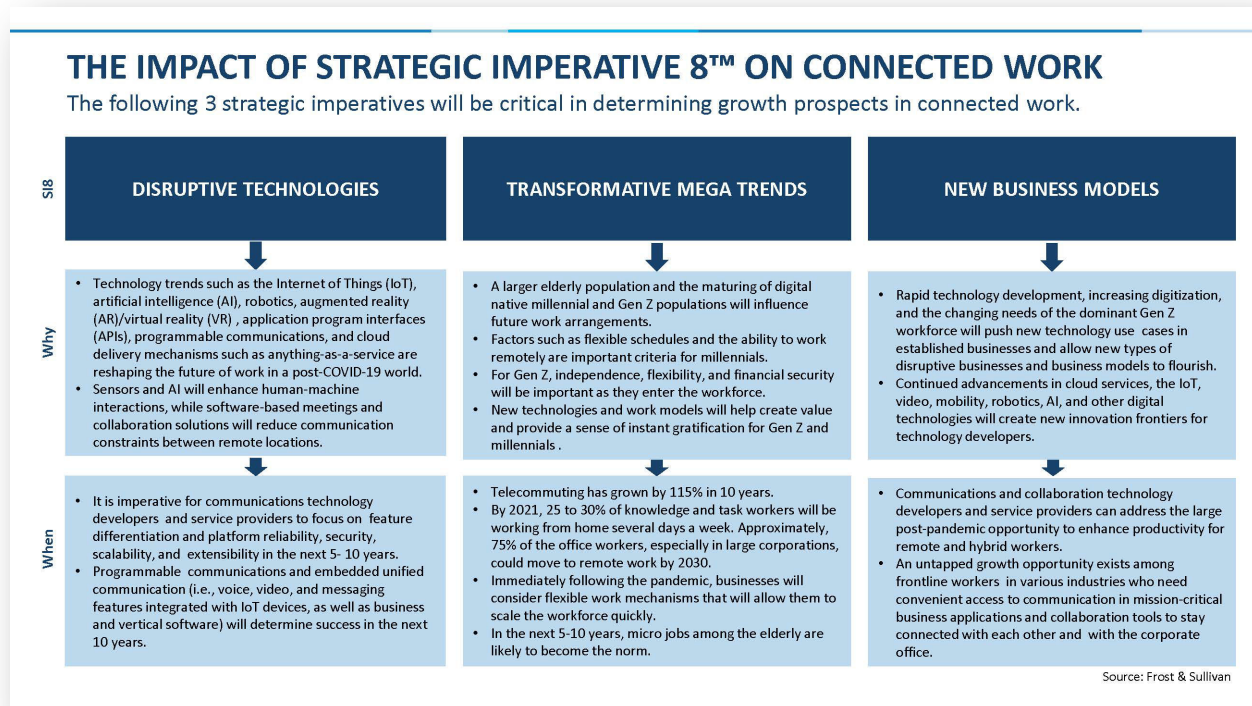 THE IMPACT OF STRATEGIC IMPERATIVE 8™ ON CONNECTED WORK
The following 3 strategic imperatives will be critical in determining growth prospects in connected work.
SI8
DISRUPTIVE TECHNOLOGIES
TRANSFORMATIVE MEGA TRENDS
NEW BUSINESS MODELS
Why
• Technology trends such as the Internet of Things (IoT),
artificial intelligence (AI), robotics, augmented reality
(AR)/virtual reality (VR) , application program interfaces
(APIs), programmable communications, and cloud
delivery mechanisms such as anything-as-a-service are
reshaping the future of work in a post-COVID-19 world.
• Sensors and AI will enhance human-machine
interactions, while software-based meetings and
collaboration solutions will reduce communication
constraints between remote locations.
• A larger elderly population and the maturing of digital
native millennial and Gen Z populations will influence
future work arrangements.
• Factors such as flexible schedules and the ability to work
remotely are important criteria for millennials.
• For Gen Z, independence, flexibility, and financial security
will be important as they enter the workforce.
• New technologies and work models will help create value
and provide a sense of instant gratification for Gen Z and
millennials .
• Rapid technology development, increasing digitization,
and the changing needs of the dominant Gen Z
workforce will push new technology use  cases in
established businesses and allow new types of
disruptive businesses and business models to flourish.
• Continued advancements in cloud services, the IoT,
video, mobility, robotics, AI, and other digital
technologies will create new innovation frontiers for
technology developers.
When
• It is imperative for communications technology
developers  and service providers to focus on  feature
differentiation and platform reliability, security,
scalability, and  extensibility in the next 5- 10 years.
• Programmable  communications and embedded unified
communication (i.e., voice, video, and messaging
features integrated with IoT devices, as well as business
and vertical software) will determine success in the next
10 years.
• Telecommuting has grown by 115% in 10 years.
• By 2021, 25 to 30% of knowledge and task workers will be
working from home several days a week. Approximately,
75% of the office workers, especially in large corporations,
could move to remote work by 2030.
• Immediately following the pandemic, businesses will
consider flexible work mechanisms that will allow them to
scale the workforce quickly.
• In the next 5-10 years, micro jobs among the elderly are
likely to become the norm.
• Communications and collaboration technology
developers and service providers can address the large
post-pandemic opportunity to enhance productivity for
remote and hybrid workers.
• An untapped growth opportunity exists among
frontline workers  in various industries who need
convenient access to communication in mission-critical
business applications and collaboration tools to stay
connected with each other and  with the corporate
office.
Source: Frost & Sullivan